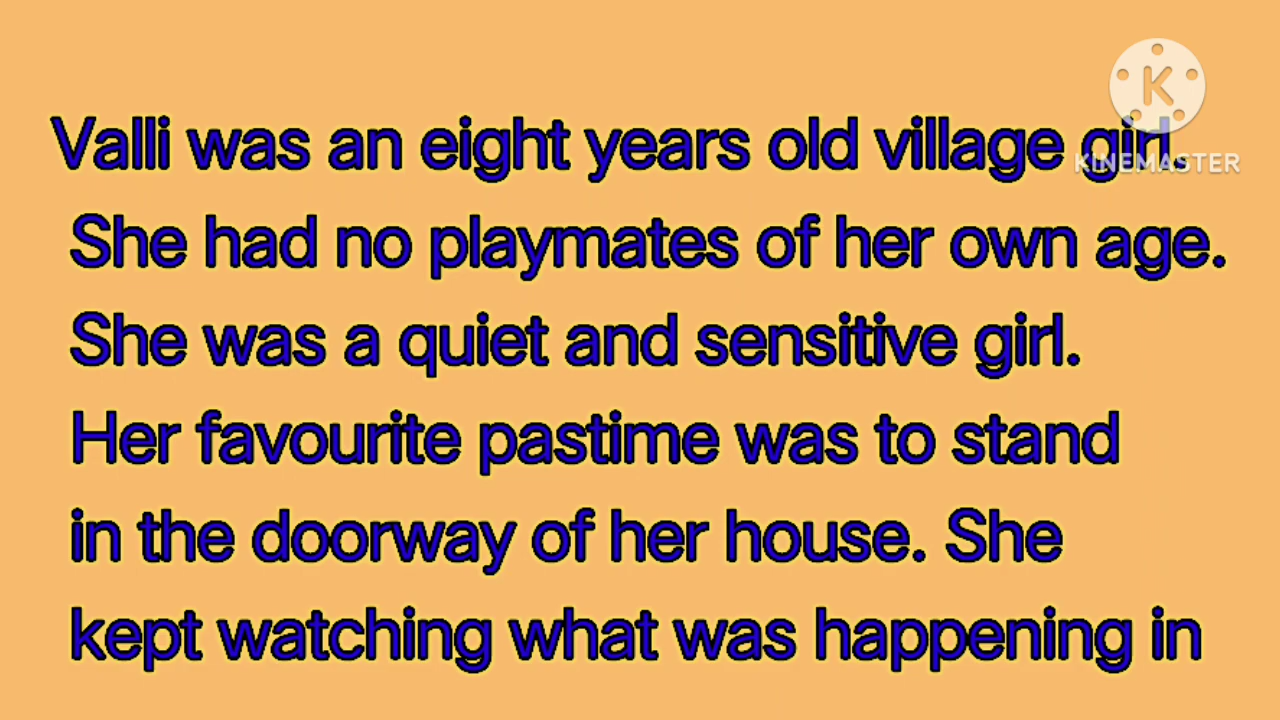 Valli was an eight years old village girl.
She had no playmates of her own age.
She was a quiet and sensitive girl.
Her favourite pastime was to stand
in the doorway of her house. She
kept watching what was happening in
K
KINEMASTER